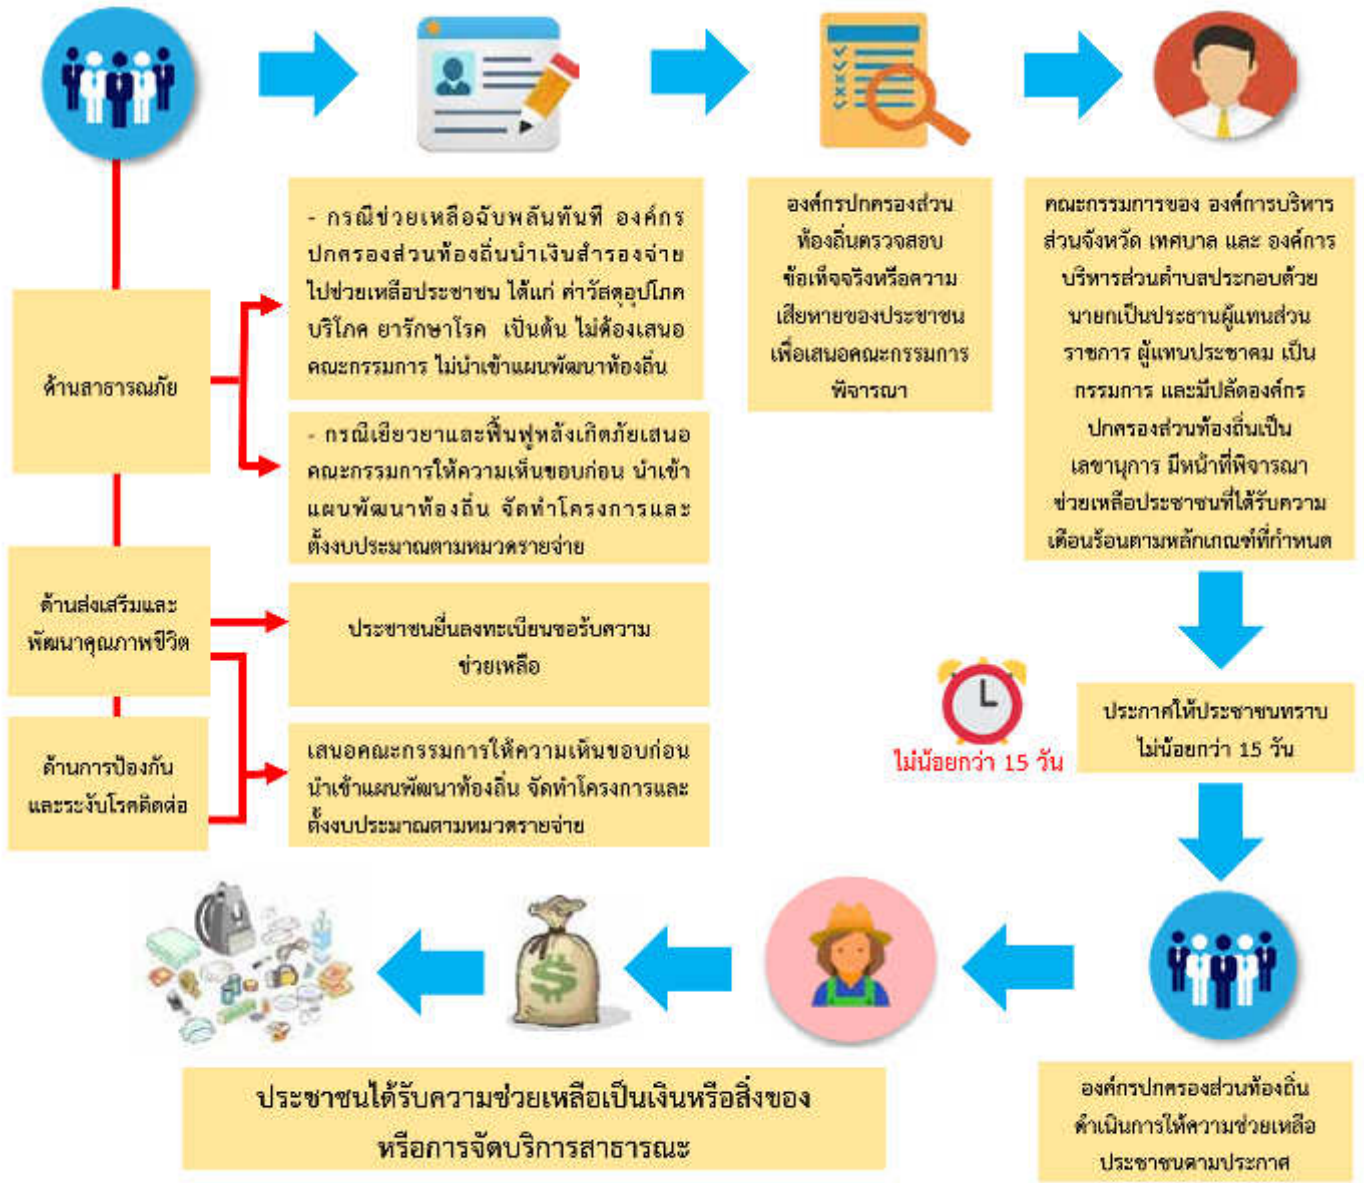 ด้านสาธารณภัย
- กรณีช่วยเหลือฉับพลันทันที องค์กร
ปกครองส่วนท้องถิ่นนำเงินสำรองจ่าย
ไปช่วยเหลือประชาชน ได้แก่ ค่าวัสดุอุปโภค
บริโภค ยารักษาโรค เป็นต้น ไม่ต้องเสนอ
คณะกรรมการ ไม่นำเข้าแผนพัฒนาท้องถิ่น
- กรณีเยียวยาและฟื้นฟูหลังเกิดภัยเสนอ
คณะกรรมการให้ความเห็นชอบก่อน นำเข้า
แผนพัฒนาท้องถิ่น จัดทำโครงการและ
ตั้งงบประมาณตามหมวดรายจ่าย
ด้านส่งเสริมและ
พัฒนาคุณภาพชีวิต
ประชาชนยื่นลงทะเบียนขอรับความ
ช่วยเหลือ
ด้านการป้องกัน
และระงับโรคติดต่อ
เสนอคณะกรรมการให้ความเห็นชอบก่อน
นำเข้าแผนพัฒนาท้องถิ่น จัดทำโครงการและ
ตั้งงบประมาณตามหมวดรายจ่าย
องค์กรปกครองส่วน
ท้องถิ่นตรวจสอบ
ข้อเท็จจริงหรือความ
เสียหายของประชาชน
เพื่อเสนอคณะกรรมการ
พิจารณา
คณะกรรมการของ องค์การบริหาร
ส่วนจังหวัด เทศบาล และ องค์การ
บริหารส่วนตำบลประกอบด้วย
นายกเป็นประธานผู้แทนส่วน
ราชการ ผู้แทนประชาคม เป็น
กรรมการ และมีปลัดองค์กร
ปกครองส่วนท้องถิ่นเป็น
เลขานุการ มีหน้าที่พิจารณา
ช่วยเหลือประชาชนที่ได้รับความ
เดือนร้อนตามหลักเกณฑ์ที่กำหนด
ไม่น้อยกว่า 15 วัน
ประกาศให้ประชาชนทราบ
ไม่น้อยกว่า 15 วัน
องค์กรปกครองส่วนท้องถิ่น
ดำเนินการให้ความช่วยเหลือ
ประชาชนตามประกาศ
ประชาชนได้รับความช่วยเหลือเป็นเงินหรือสิ่งของ
หรือการจัดบริการสาธารณะ